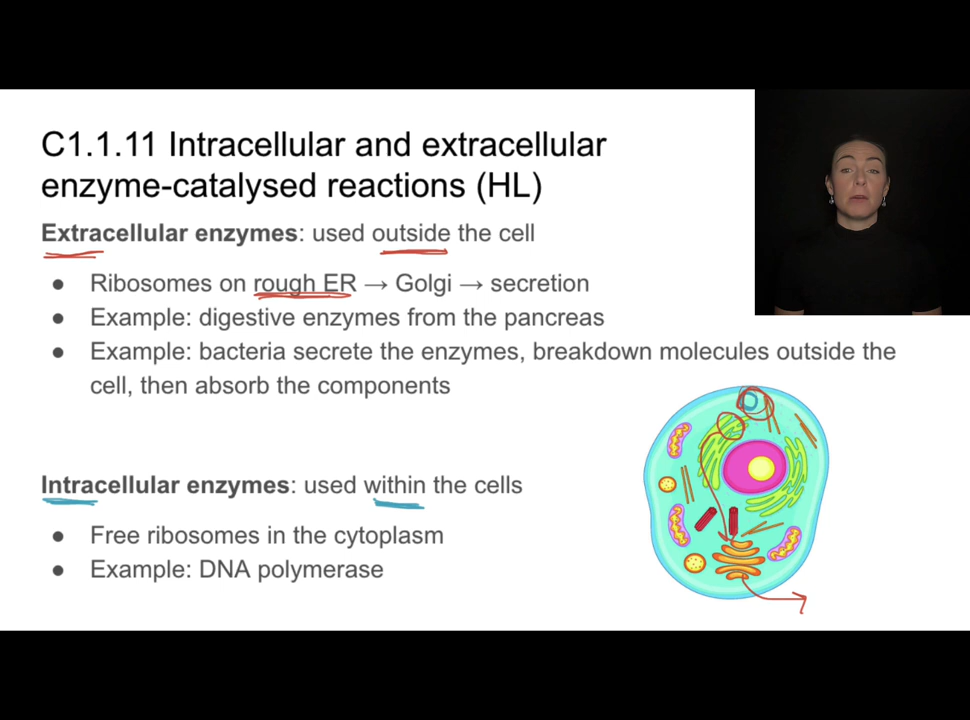 C1.1.11 Intracellular and extracellular
enzyme-catalysed reactions (HL)
Extracellular enzymes: used outside the cell
● Ribosomes on rough ER → Golgi → secretion
● Example: digestive enzymes from the pancreas
● Example: bacteria secrete the enzymes, breakdown molecules outside the
cell, then absorb the components
Intracellular enzymes: used within the cells
● Free ribosomes in the cytoplasm
● Example: DNA polymerase